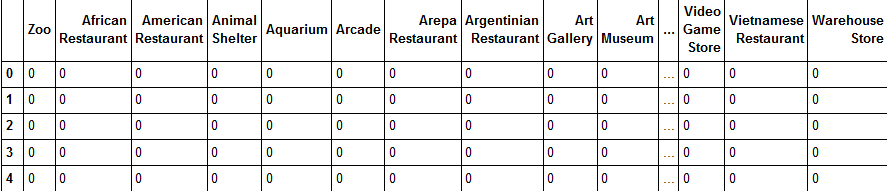 Zoo African Restaurant American Restaurant Animal Shelter Aquarium Arcade Arepa Restaurant Argentinian Restaurant Art Gallery Art Museum ... Video Game Store Vietnamese Restaurant Warehouse Store
0 0 0 0 0 0 0 0 0 0 0 ... 0 0 0
1 0 0 0 0 0 0 0 0 0 0 ... 0 0 0
2 0 0 0 0 0 0 0 0 0 0 ... 0 0 0
3 0 0 0 0 0 0 0 0 0 0 ... 0 0 0
4 0 0 0 0 0 0 0 0 0 0 ... 0 0 0